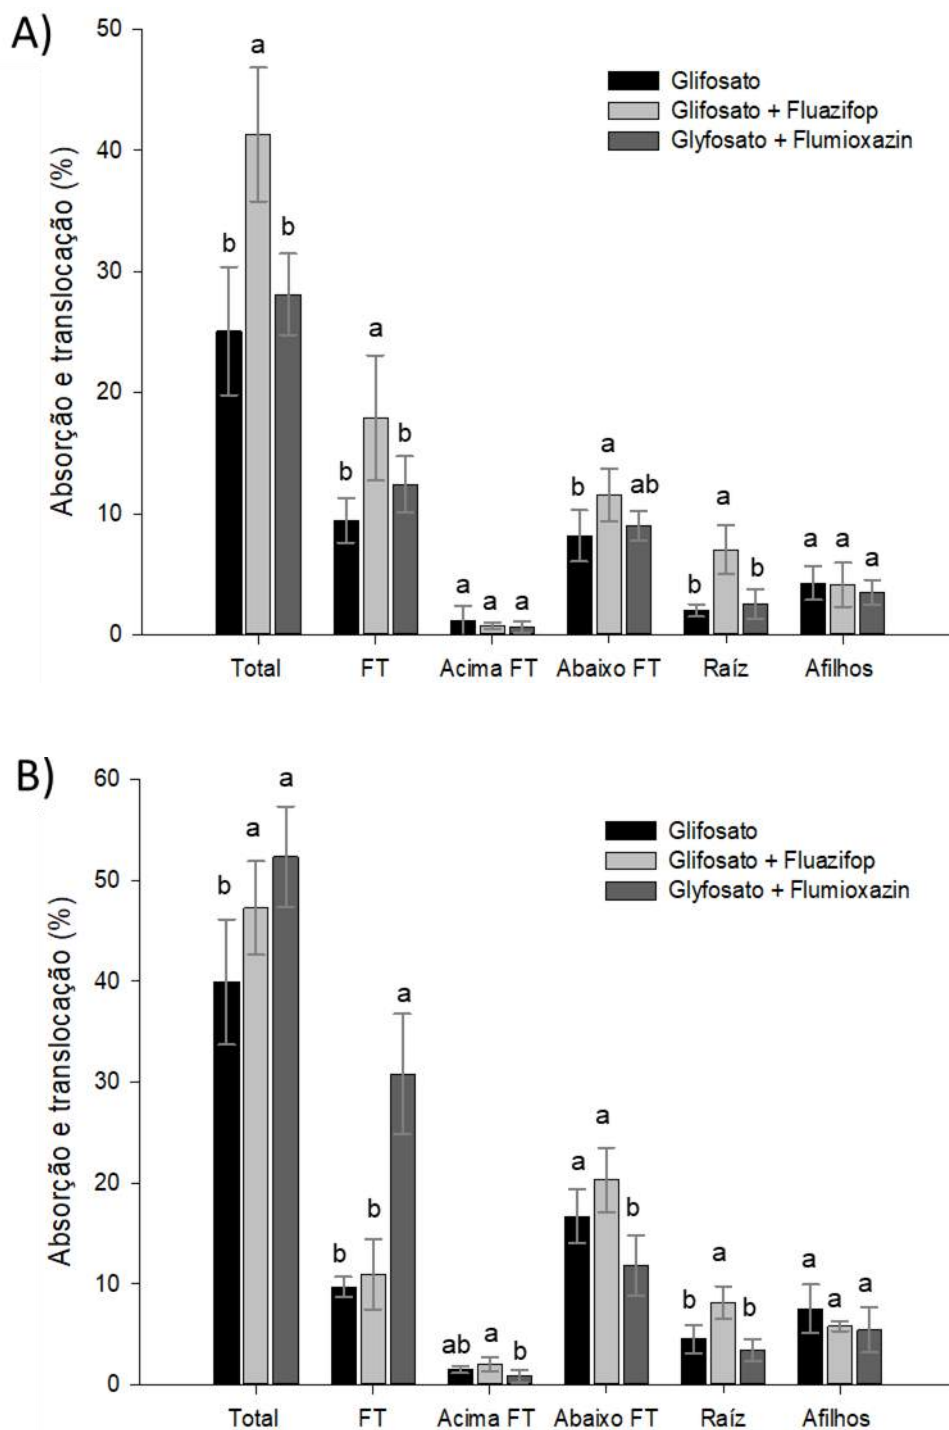 A)
50
40
30
20
10
0
Absorção e translocação (%)
Glifosato
Glifosato + Fluazifop
Glyfosato + Flumioxazin
b a b
b a b
a a a
b a ab
b a b
a a a
Total FT Acima FT Abaixo FT Raíz Afilhos
B)
60
50
40
30
20
10
0
Absorção e translocação (%)
Glifosato
Glifosato + Fluazifop
Glyfosato + Flumioxazin
b a a
b b a
ab a b
a a b
b a b
a a a
Total FT Acima FT Abaixo FT Raíz Afilhos